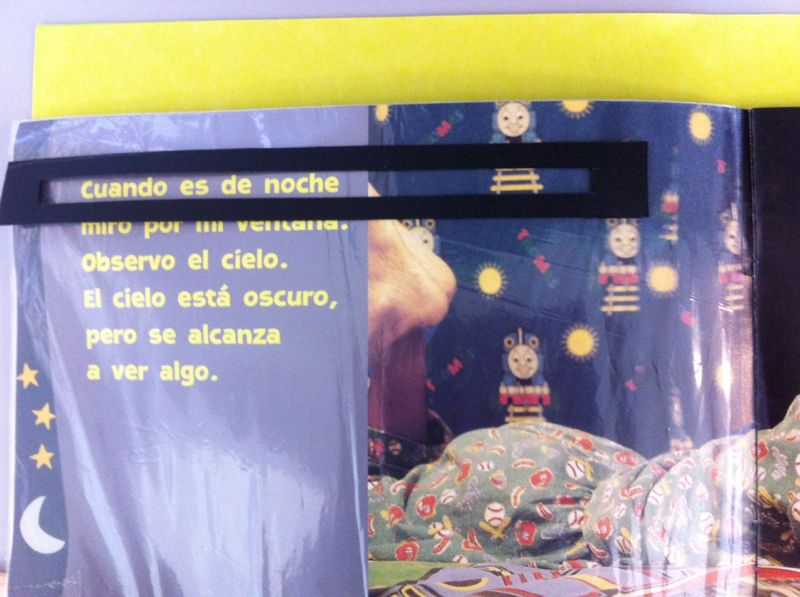 Cuando es de noche
miro por mi ventana.
Observo el cielo.
El cielo está oscuro,
pero se alcanza
a ver algo.